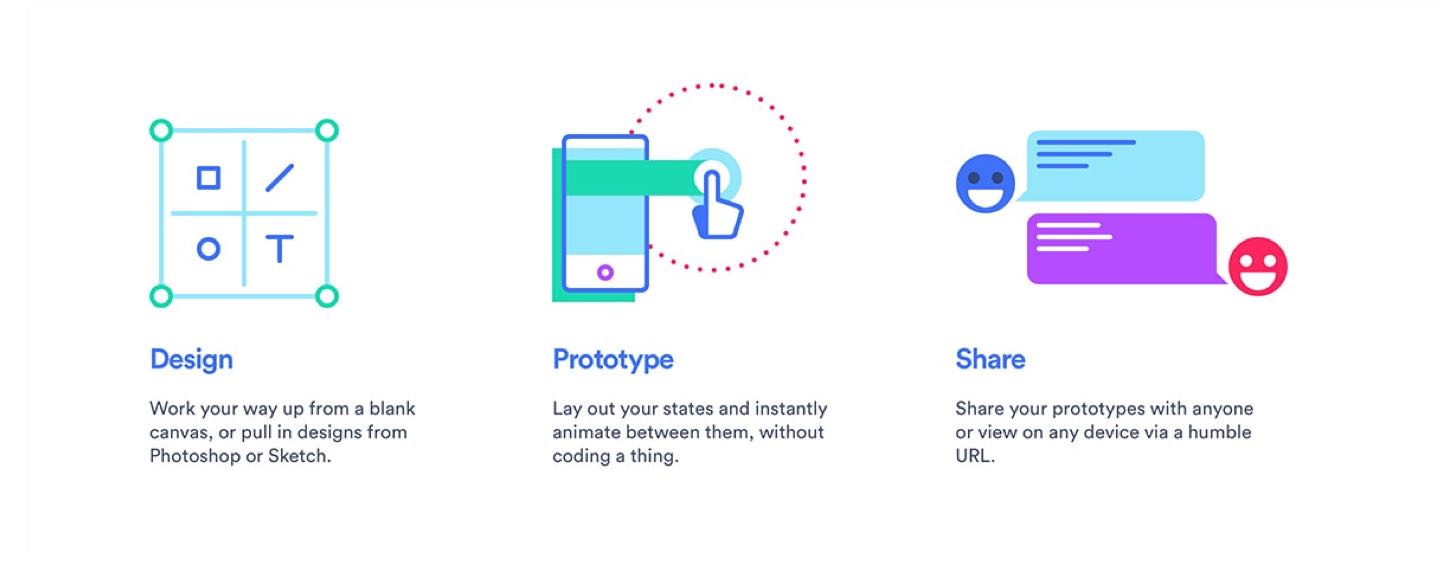 Design
Work your way up from a blank
canvas, or pull in designs from
Photoshop or Sketch.
Prototype
Lay out your states and instantly
animate between them, without
coding a thing.
Share
Share your prototypes with anyone
or view on any device via a humble
URL.